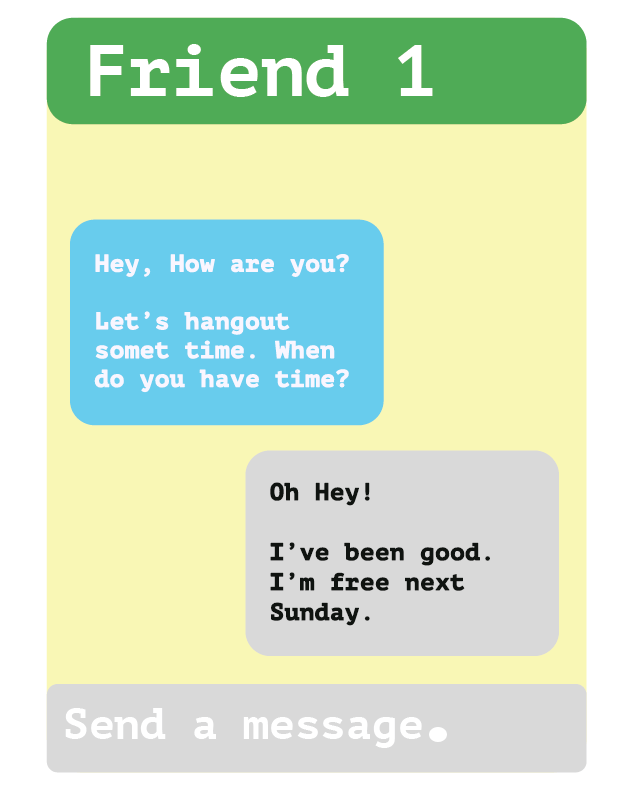 Friend 1
Hey, How are you?
Let’s hangout
somet time. When
do you have time?
Oh Hey!
I’ve been good.
I’m free next
Sunday.
Send a message.